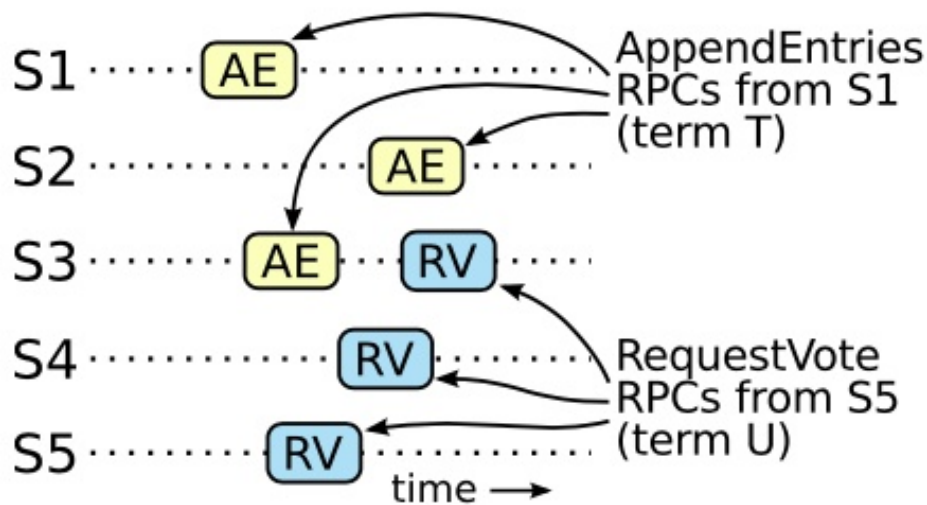 S1 AE
AppendEntries
RPCs from S1
(term T)
S2 AE
S3 AE RV
S4 RV
RequestVote
RPCs from S5
(term U)
S5 RV
time